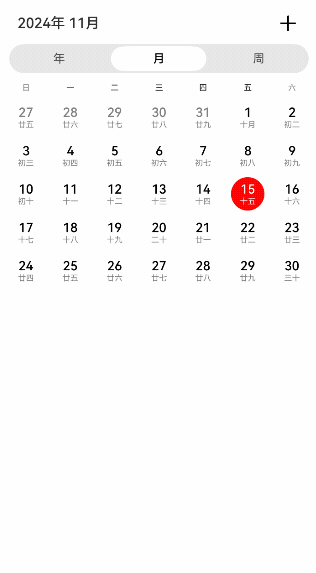 2024年 11月
年 月 周
日 一 二 三 四 五 六
27 28 29 30 31 1 2
廿五 廿六 廿七 廿八 廿九 十月 初二
3 4 5 6 7 8 9
初三 初四 初五 初六 初七 初八 初九
10 11 12 13 14 15 16
初十 十一 十二 十三 十四 十五 十六
17 18 19 20 21 22 23
十七 十八 十九 二十 廿一 廿二 廿三
24 25 26 27 28 29 30
廿四 廿五 廿六 廿七 廿八 廿九 三十